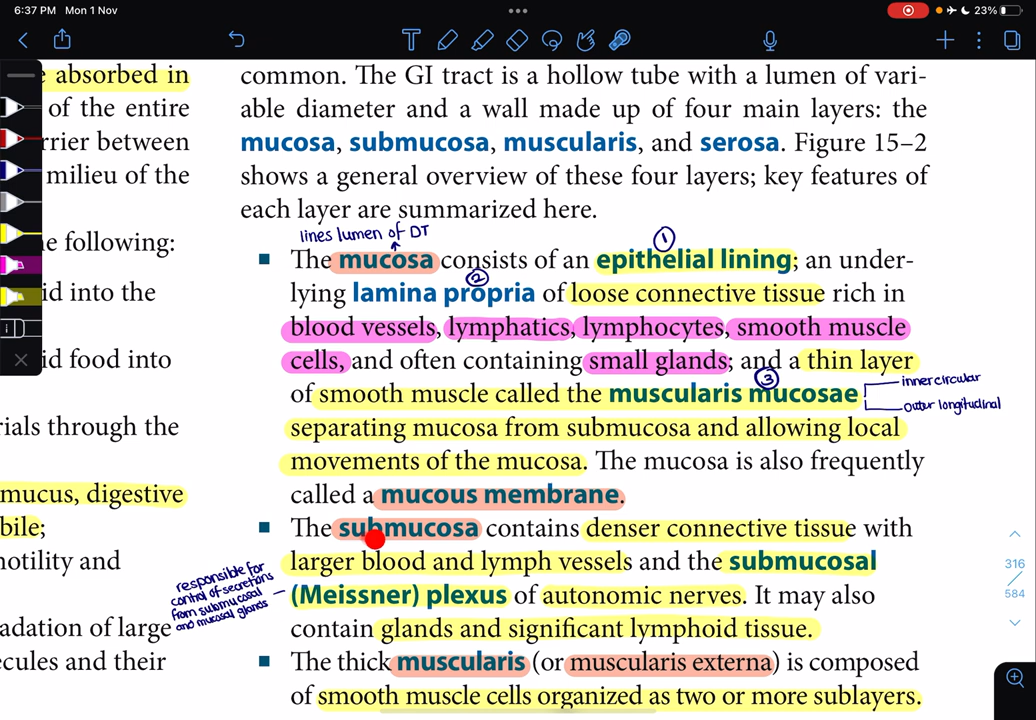 6:37 PM Mon 1 Nov
23%
e absorbed in
of the entire
rrier between
milieu of the
e following:
id into the
id food into
rials through the
mucus, digestive
bile;
notility and
adation of large
ecules and their
common. The GI tract is a hollow tube with a lumen of vari-
able diameter and a wall made up of four main layers: the
mucosa, submucosa, muscularis, and serosa. Figure 15–2
shows a general overview of these four layers; key features
of each layer are summarized here.
lines lumen of DT
1
■ The mucosa consists of an epithelial lining; an under-
2
lying lamina propria of loose connective tissue rich in
blood vessels, lymphatics, lymphocytes, smooth muscle
cells, and often containing small glands; and a thin layer
3
of smooth muscle called the muscularis mucosae
inner circular
outer longitudinal
separating mucosa from submucosa and allowing local
movements of the mucosa. The mucosa is also frequently
called a mucous membrane.
■ The submucosa contains denser connective tissue with
larger blood and lymph vessels and the submucosal
(Meissner) plexus of autonomic nerves. It may also
contain glands and significant lymphoid tissue.
responsible for
control of secretions
from submucosal
and mucosal glands
■ The thick muscularis (or muscularis externa) is composed
of smooth muscle cells organized as two or more sublayers.
316
584